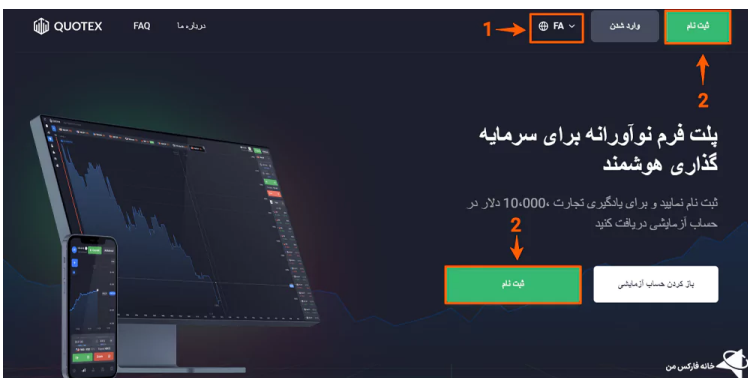 QUOTEX
FAQ
درباره ما
1
FA
وارد شدن
ثبت نام
2
پلت فرم نوآورانه برای سرمایه
گذاری هوشمند
ثبت نام نمایید و برای یادگیری تجارت ،10،000 دلار در
حساب آزمایشی دریافت کنید
2
ثبت نام
باز کردن حساب آزمایشی
خانه فارکس من